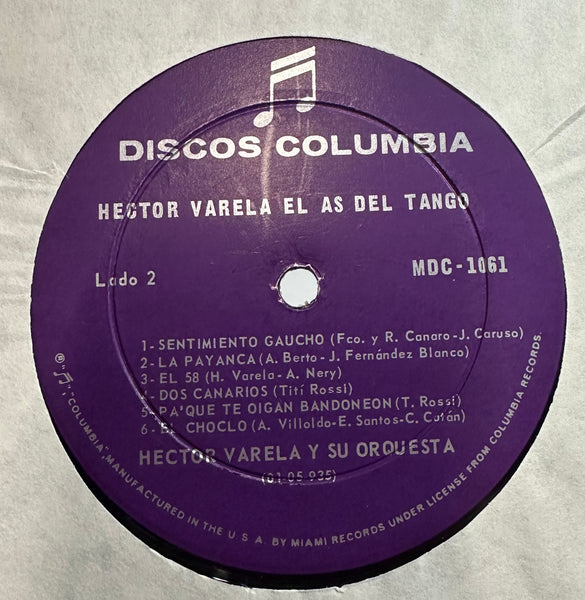 DISCOS COLUMBIA
HECTOR VARELA EL AS DEL TANGO
Lado 2
MDC-1061
1- SENTIMIENTO GAUCHO (Fco. y R. Canaro-J. Caruso)
2- LA PAYANCA (A. Berto- J. Fernández Blanco)
3- EL 58 (H. Varela-A. Nery)
4- DOS CANARIOS (Tití Rossi)
5- PA'QUE TE OIGAN BANDONEON (T. Rossi)
6- EL CHOCLO (A. Villoldo-E. Santos-C. Catán)
HECTOR VARELA Y SU ORQUESTA
(01-05-935)
® "♫", "COLUMBIA", MANUFACTURED IN THE U S A. BY MIAMI RECORDS UNDER LICENSE FROM COLUMBIA RECORDS.